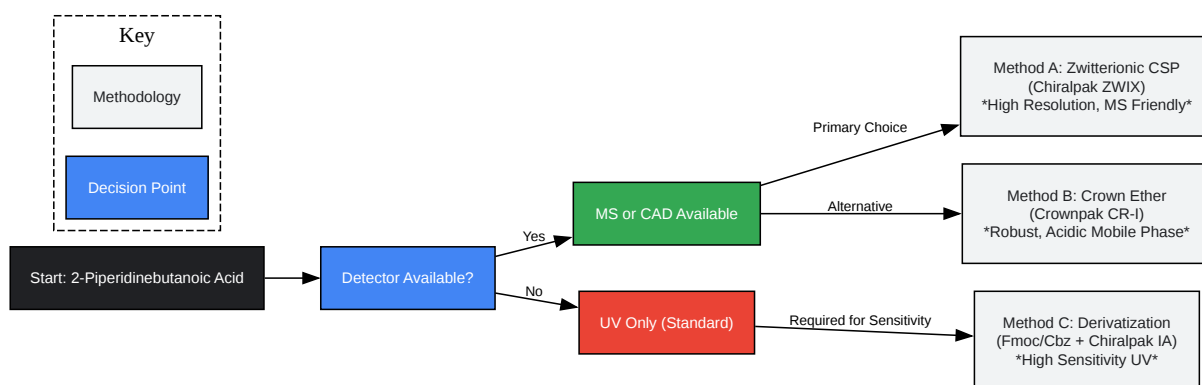 Key
Methodology
Decision Point
Start: 2-Piperidinebutanoic Acid
Detector Available?
Yes
No
MS or CAD Available
UV Only (Standard)
Primary Choice
Alternative
Required for Sensitivity
Method A: Zwitterionic CSP
(Chiralpak ZWIX)
*High Resolution, MS Friendly*
Method B: Crown Ether
(Crownpak CR-I)
*Robust, Acidic Mobile Phase*
Method C: Derivatization
(Fmoc/Cbz + Chiralpak IA)
*High Sensitivity UV*